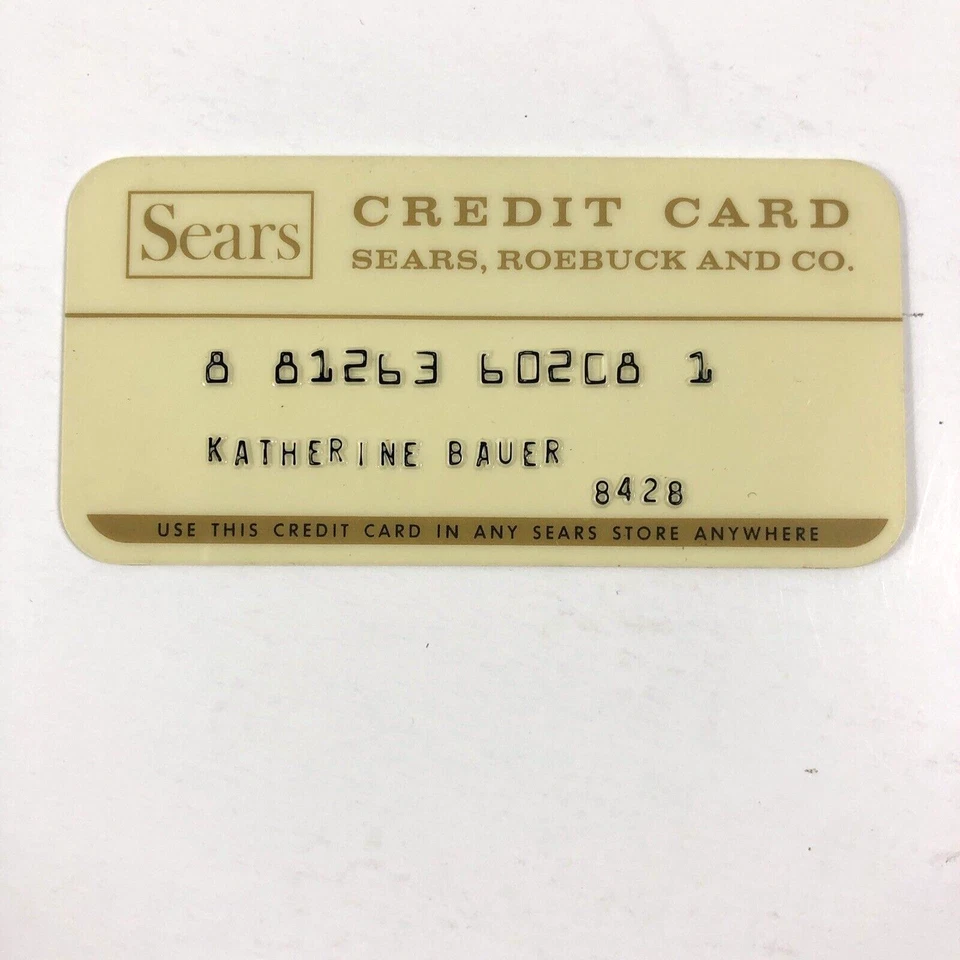 Sears
CREDIT CARD
SEARS, ROEBUCK AND CO.
8 81263 60208 1
KATHERINE BAUER
8428
USE THIS CREDIT CARD IN ANY SEARS STORE ANYWHERE